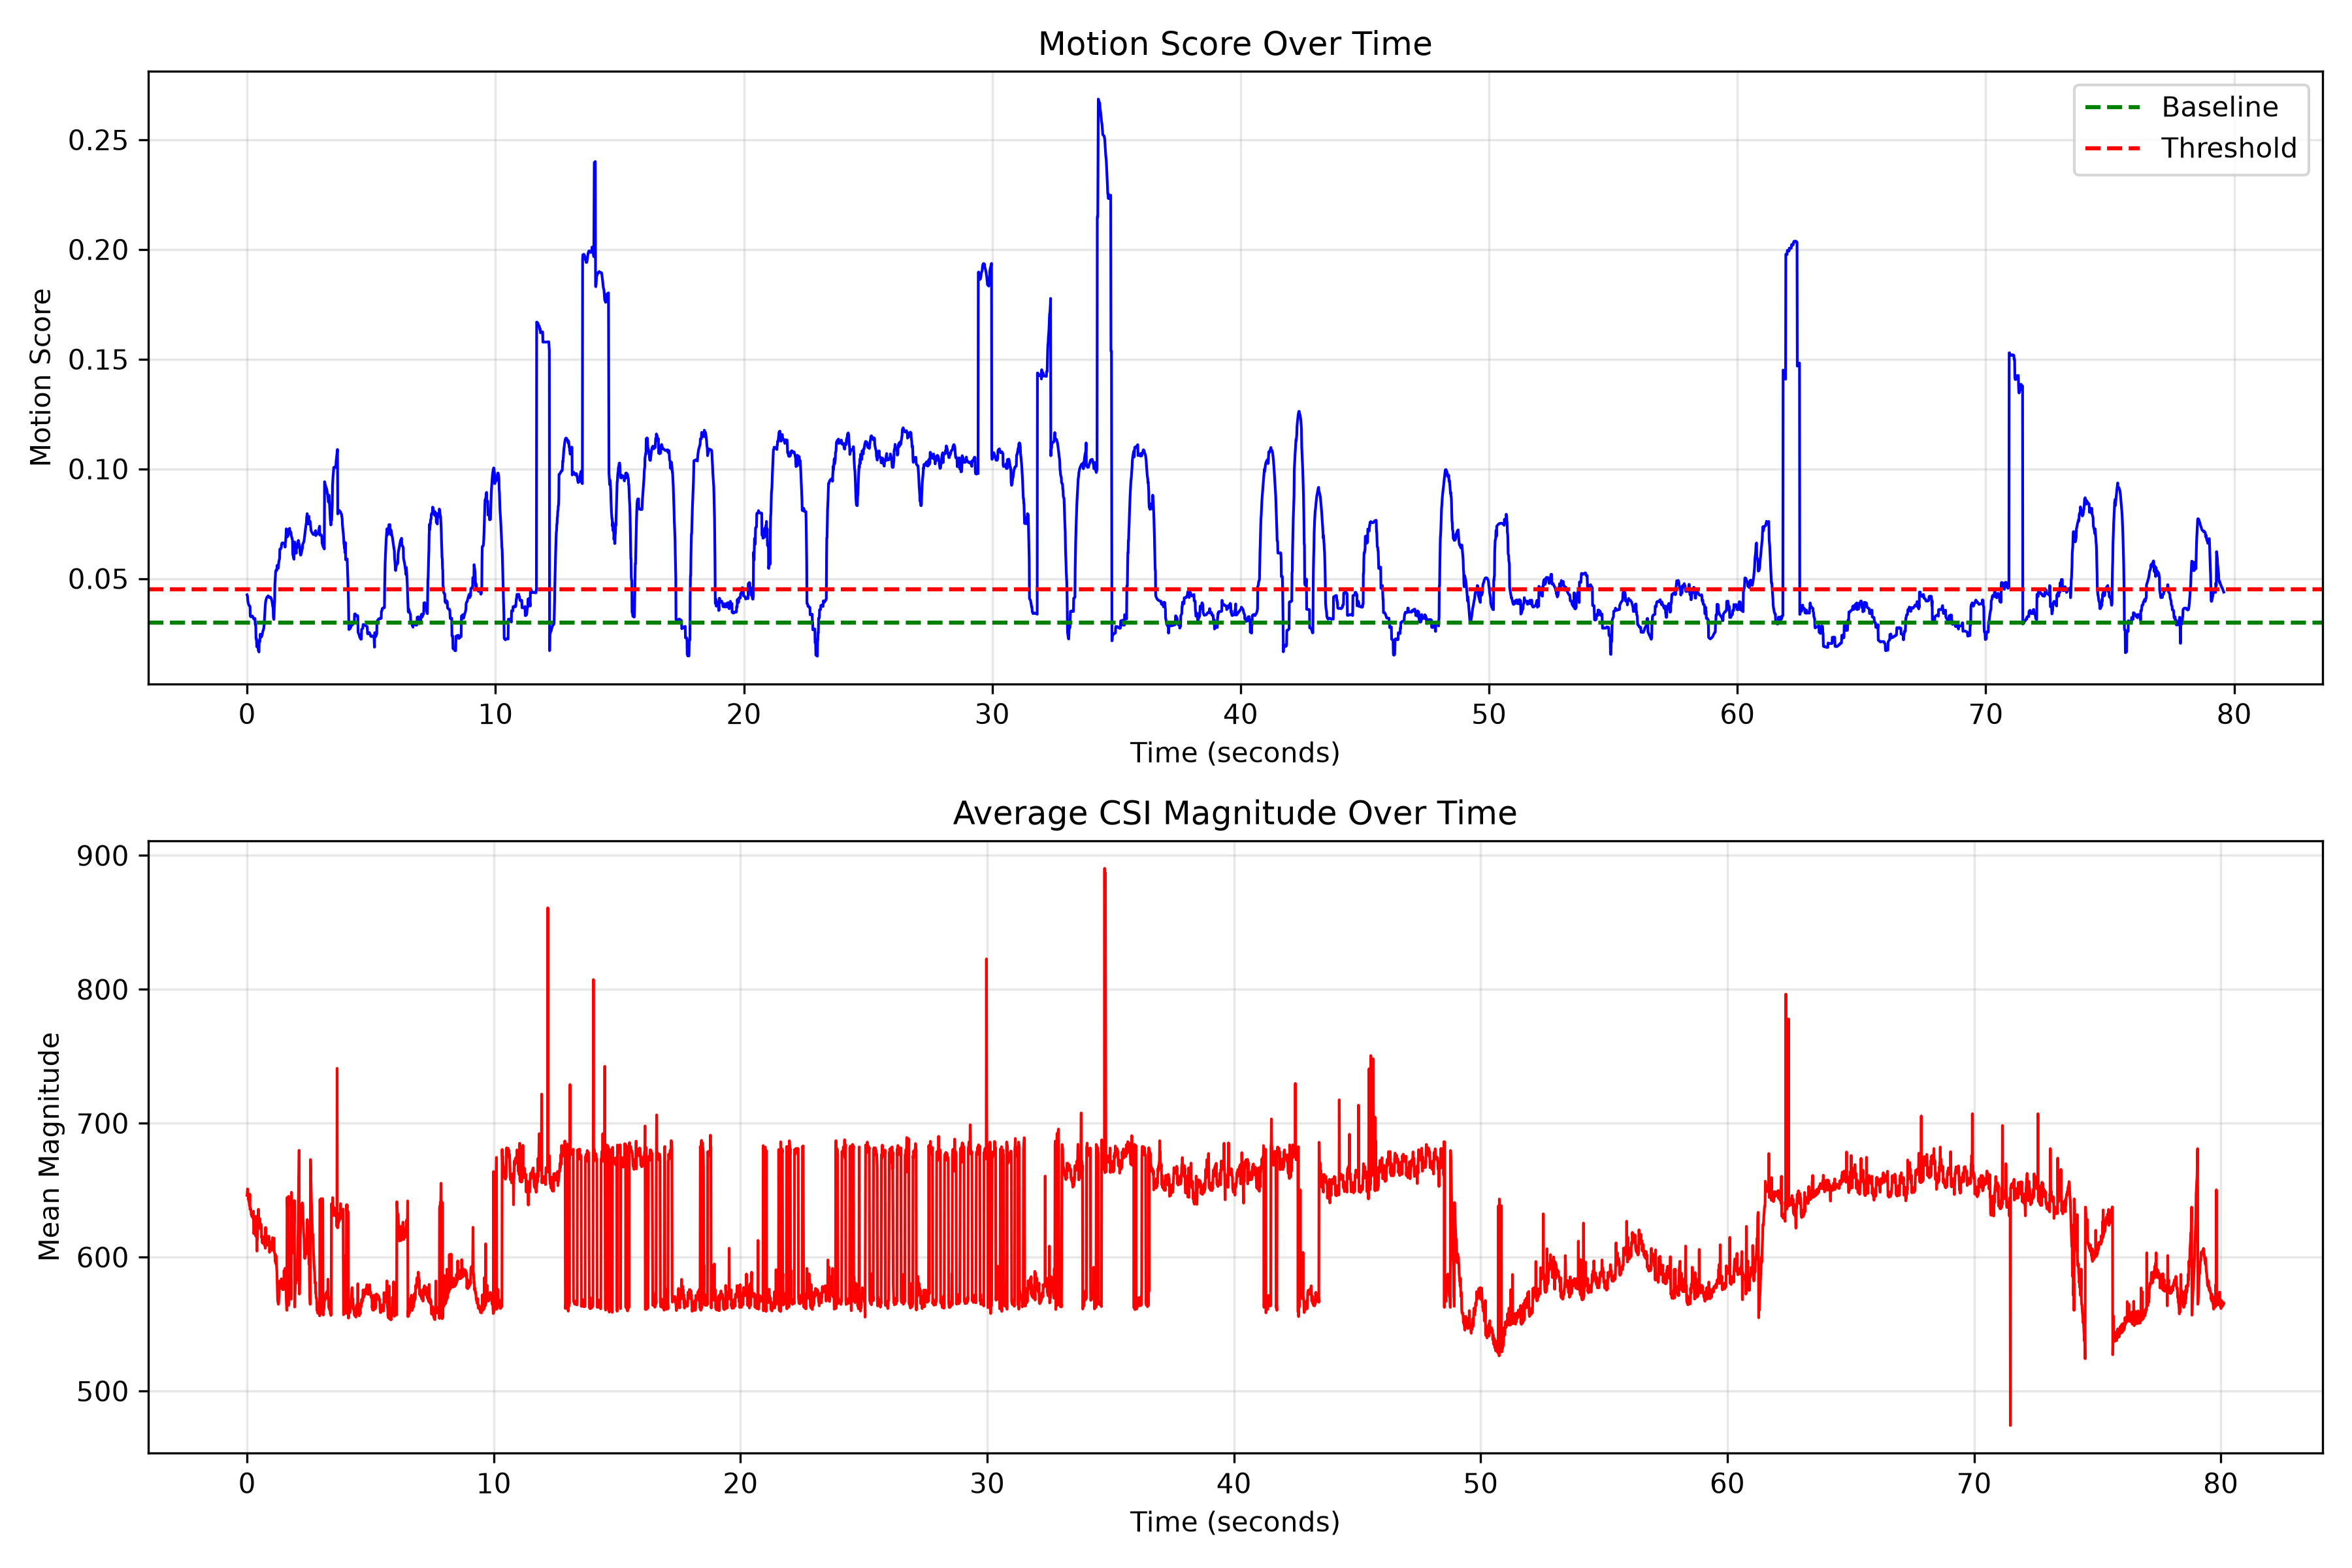 Motion Score Over Time
Baseline
Threshold
Motion Score
0.25
0.20
0.15
0.10
0.05
0 10 20 30 40 50 60 70 80
Time (seconds)
Average CSI Magnitude Over Time
Mean Magnitude
900
800
700
600
500
0 10 20 30 40 50 60 70 80
Time (seconds)